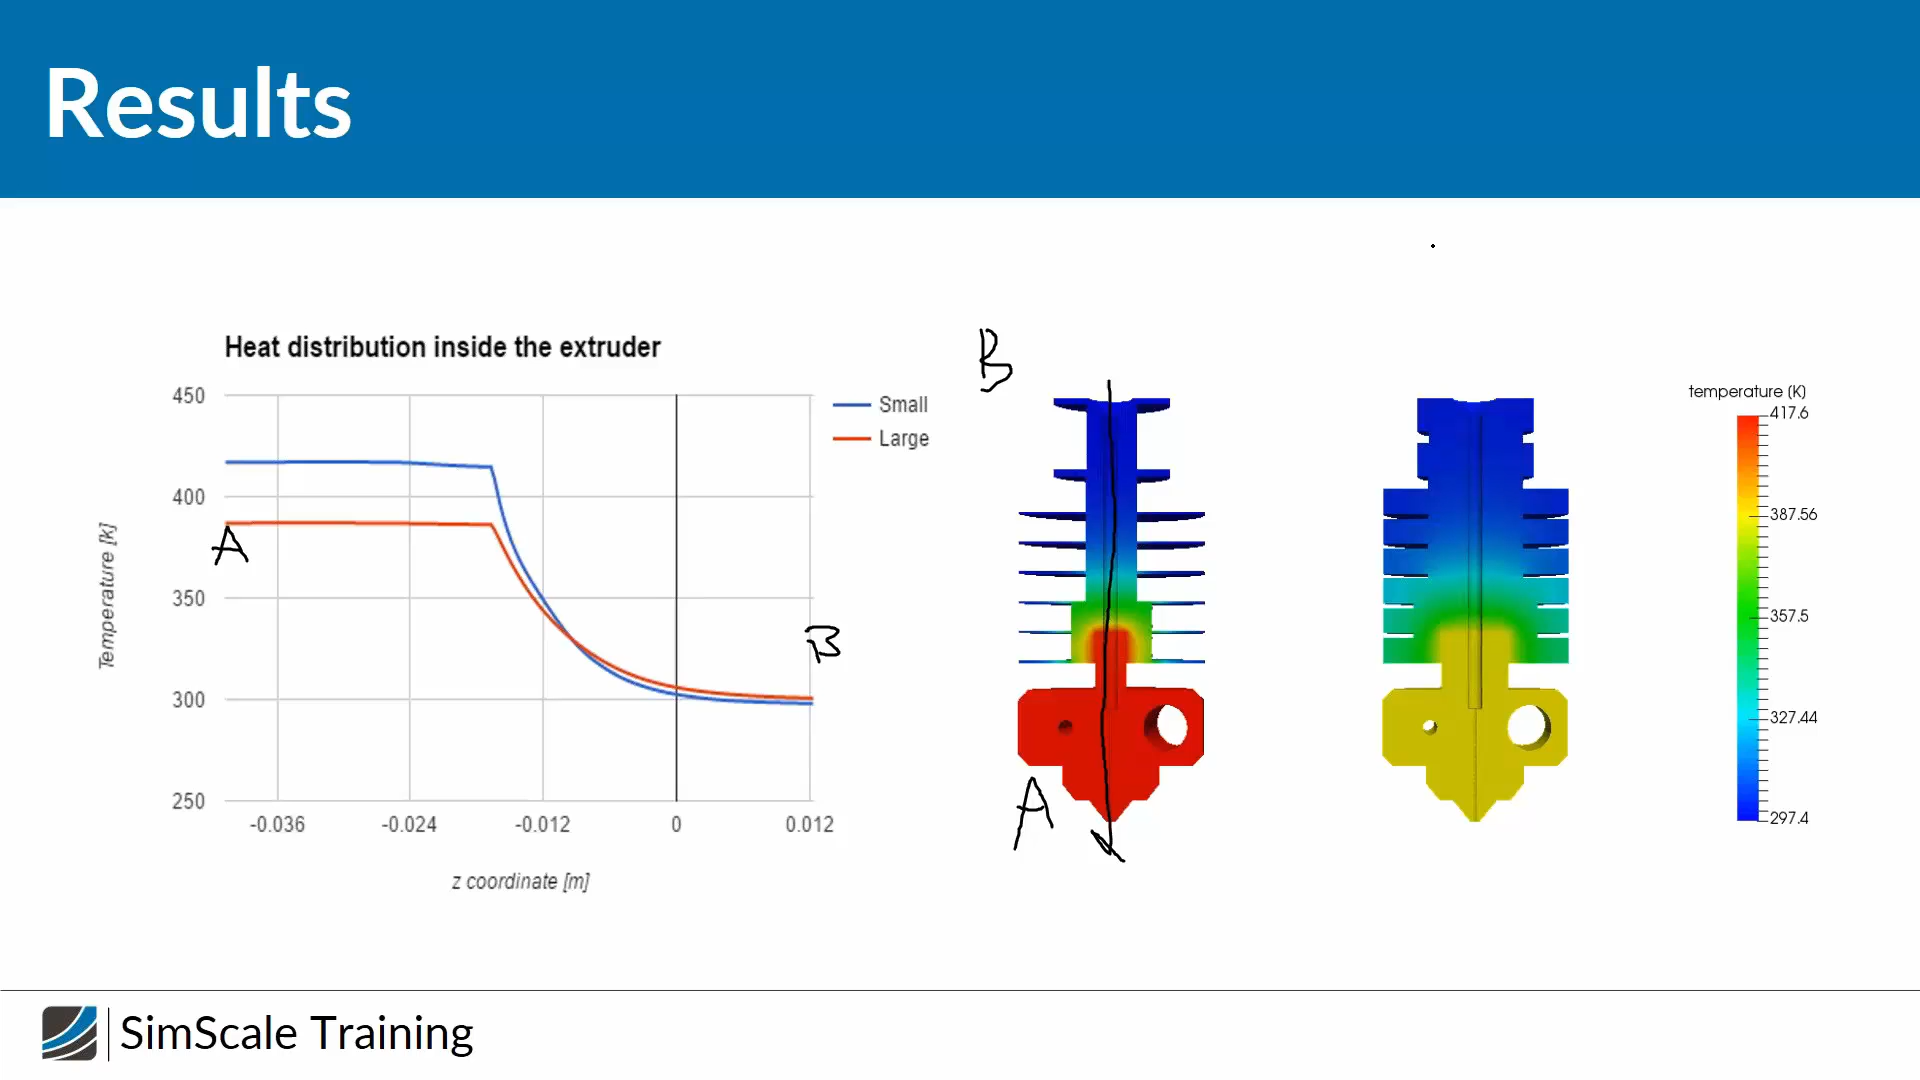 Results
Heat distribution inside the extruder
450
400
350
300
250
Temperature [k]
-0.036
-0.024
-0.012
0
0.012
z coordinate [m]
Small
Large
A
B
B
A
temperature (K)
417.6
387.56
357.5
327.44
297.4
SimScale Training